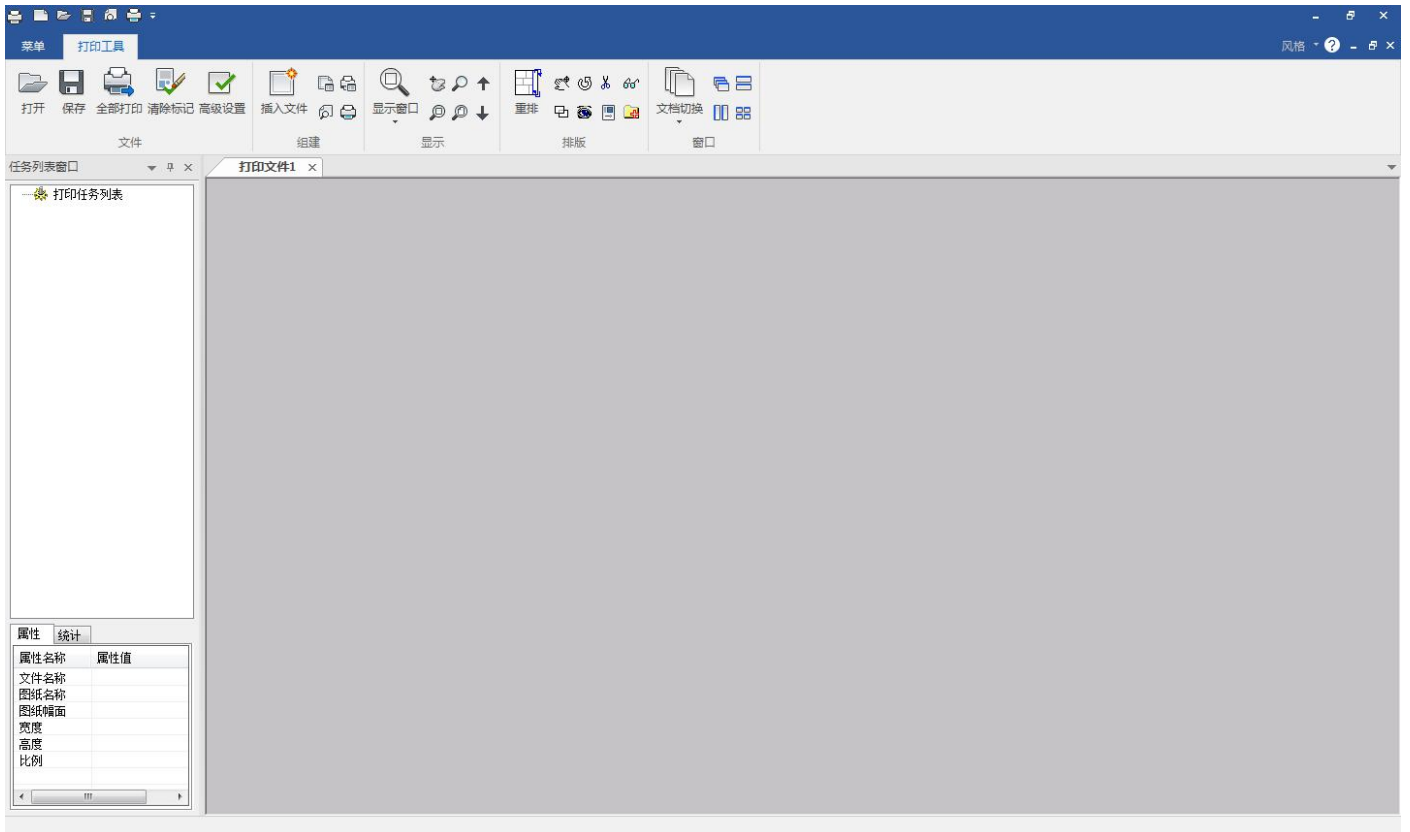 菜单 打印工具 风格
打开 保存 全部打印 清除标记 高级设置 插入文件 显示窗口 重排 文档切换
文件 组建 显示 排版 窗口
任务列表窗口 打印文件1
打印任务列表
属性 统计
属性名称 属性值
文件名称
图纸名称
图纸幅面
宽度
高度
比例